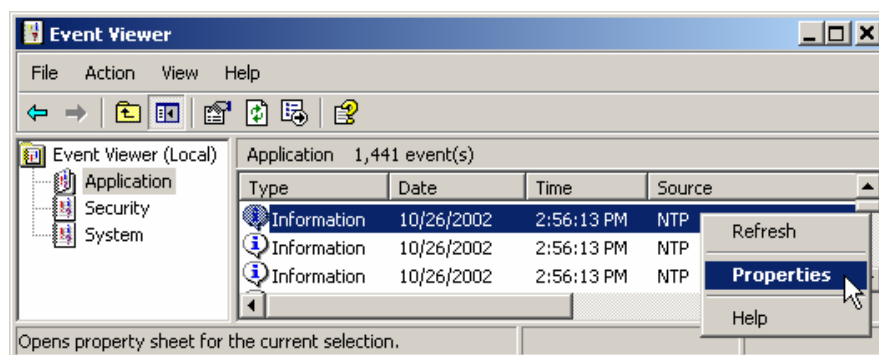 Event Viewer
File Action View Help
Event Viewer (Local)
Application
Security
System
Application 1,441 event(s)
Type Date Time Source
Information 10/26/2002 2:56:13 PM NTP
Information 10/26/2002 2:56:13 PM NTP
Information 10/26/2002 2:56:13 PM NTP
Refresh
Properties
Help
Opens property sheet for the current selection.